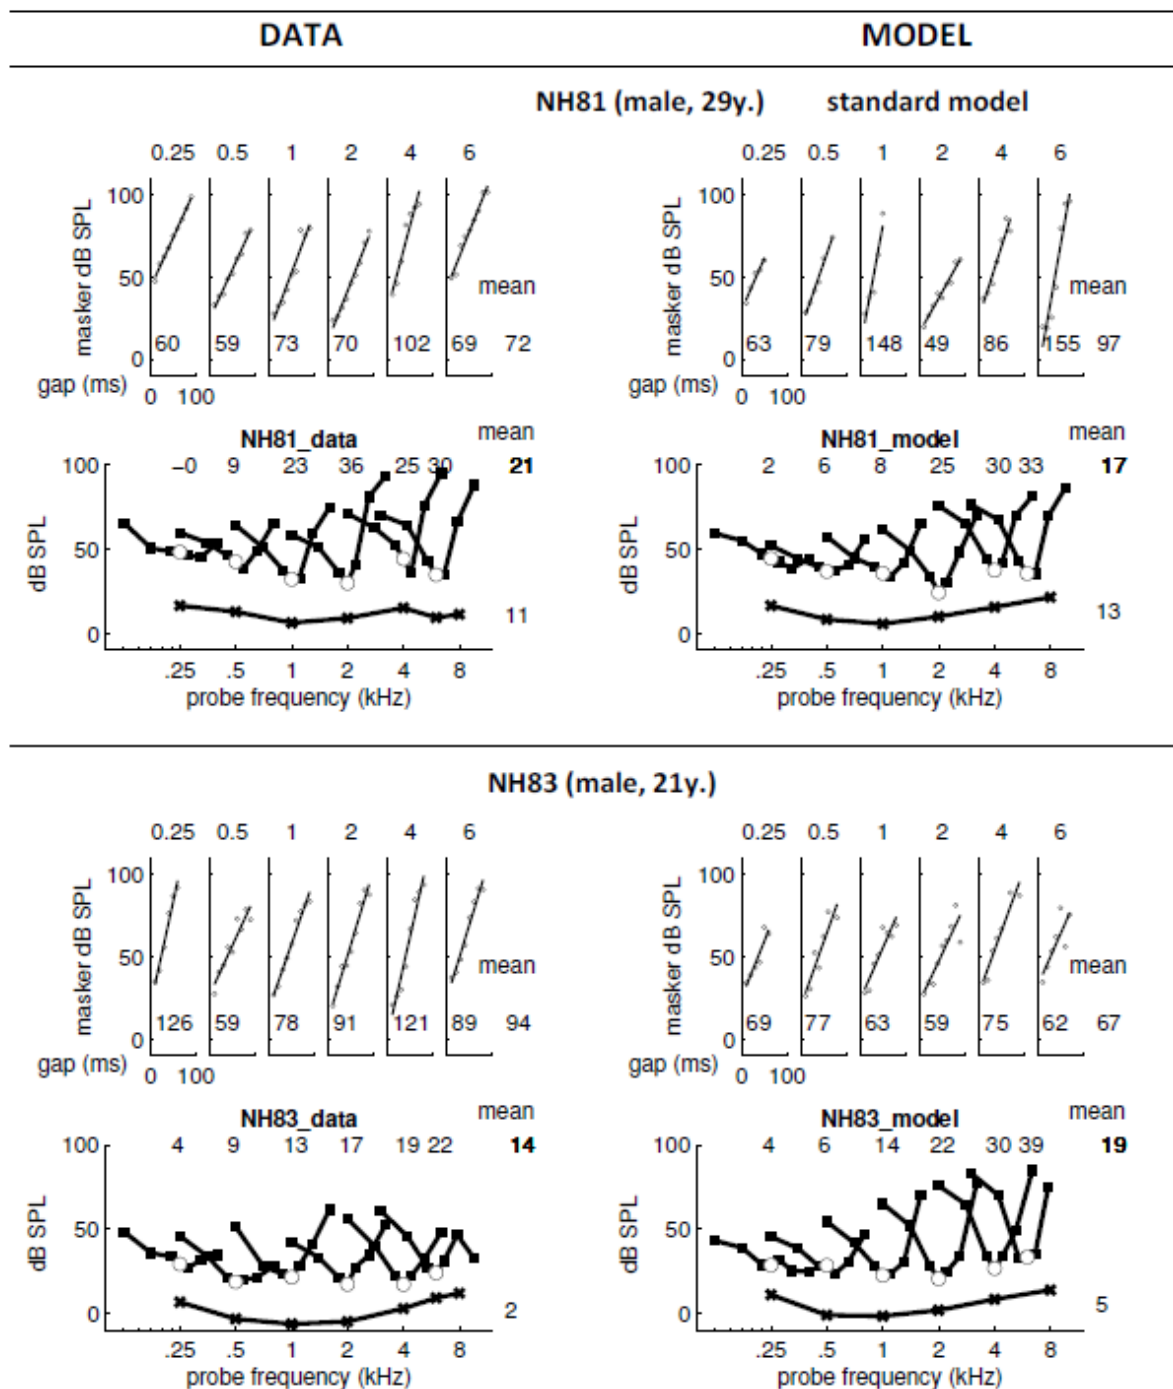 DATA MODEL
NH81 (male, 29y.) standard model
0.25 0.5 1 2 4 6 0.25 0.5 1 2 4 6
100 100
masker dB SPL masker dB SPL
50 50
mean mean
60 59 73 70 102 69 72 63 79 148 49 86 155 97
0 0
gap (ms) gap (ms)
0 100 0 100
NH81_data mean NH81_model mean
100 −0 9 23 36 25 30 21 100 2 6 8 25 30 33 17
dB SPL dB SPL
50 50
11 13
0 0
.25 .5 1 2 4 8 .25 .5 1 2 4 8
probe frequency (kHz) probe frequency (kHz)
NH83 (male, 21y.)
0.25 0.5 1 2 4 6 0.25 0.5 1 2 4 6
100 100
masker dB SPL masker dB SPL
50 50
mean mean
126 59 78 91 121 89 94 69 77 63 59 75 62 67
0 0
gap (ms) gap (ms)
0 100 0 100
NH83_data mean NH83_model mean
100 4 9 13 17 19 22 14 100 4 6 14 22 30 39 19
dB SPL dB SPL
50 50
2 5
0 0
.25 .5 1 2 4 8 .25 .5 1 2 4 8
probe frequency (kHz) probe frequency (kHz)